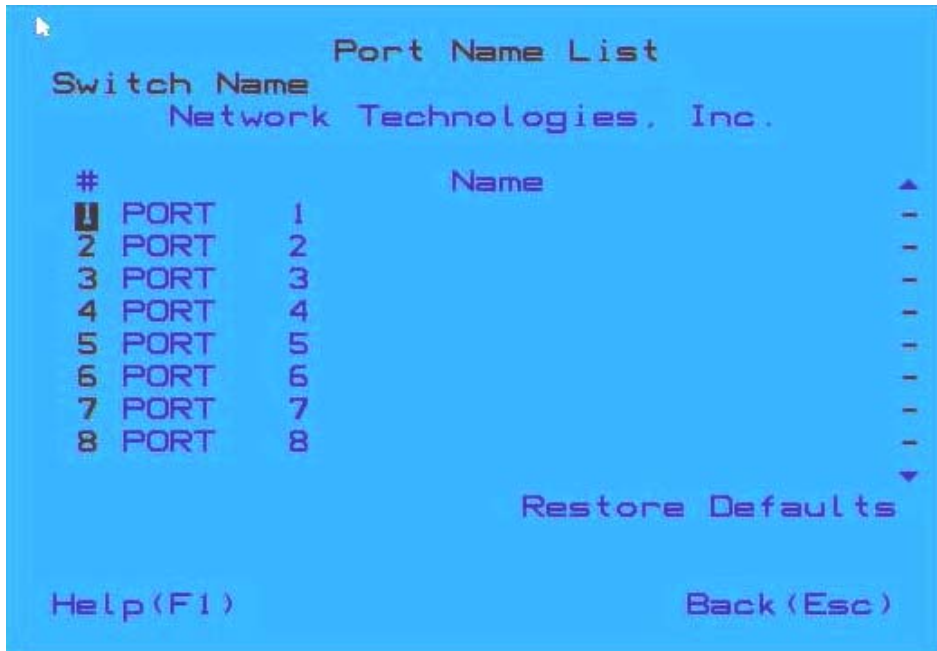 Port Name List
Switch Name
Network Technologies, Inc.
# Name
1 PORT 1 -
2 PORT 2 -
3 PORT 3 -
4 PORT 4 -
5 PORT 5 -
6 PORT 6 -
7 PORT 7 -
8 PORT 8 -
Restore Defaults
Help(F1) Back(Esc)